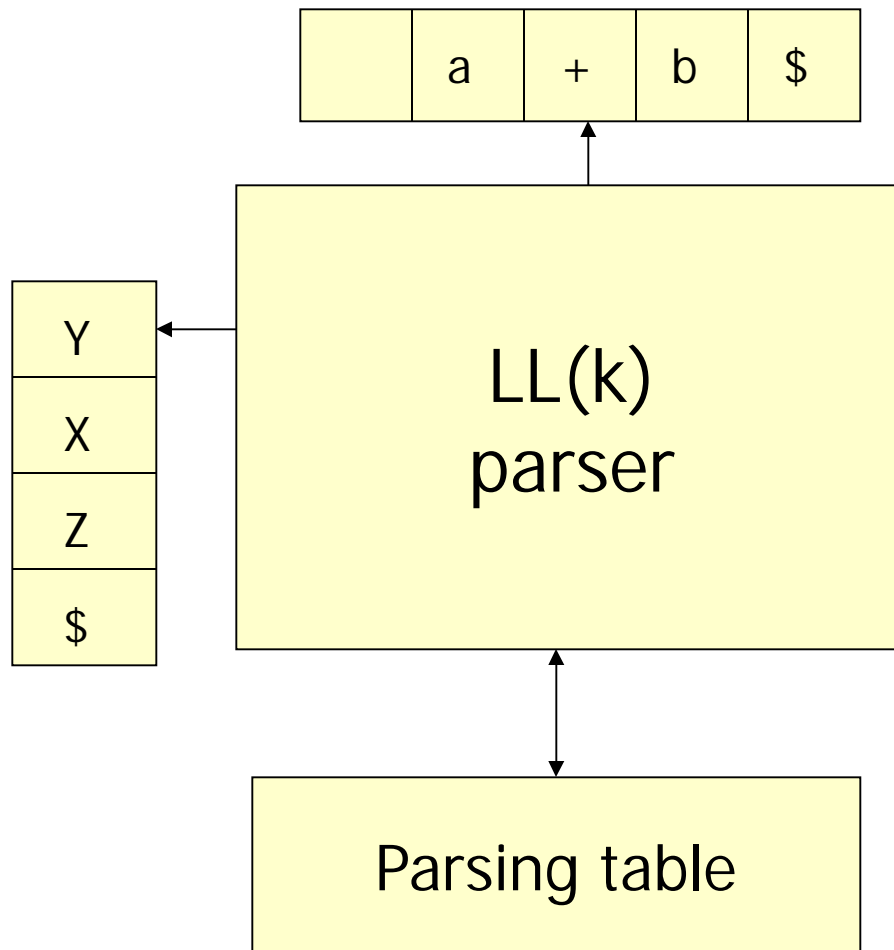 a + b $
Y
X
Z
$
LL(k)
parser
Parsing table